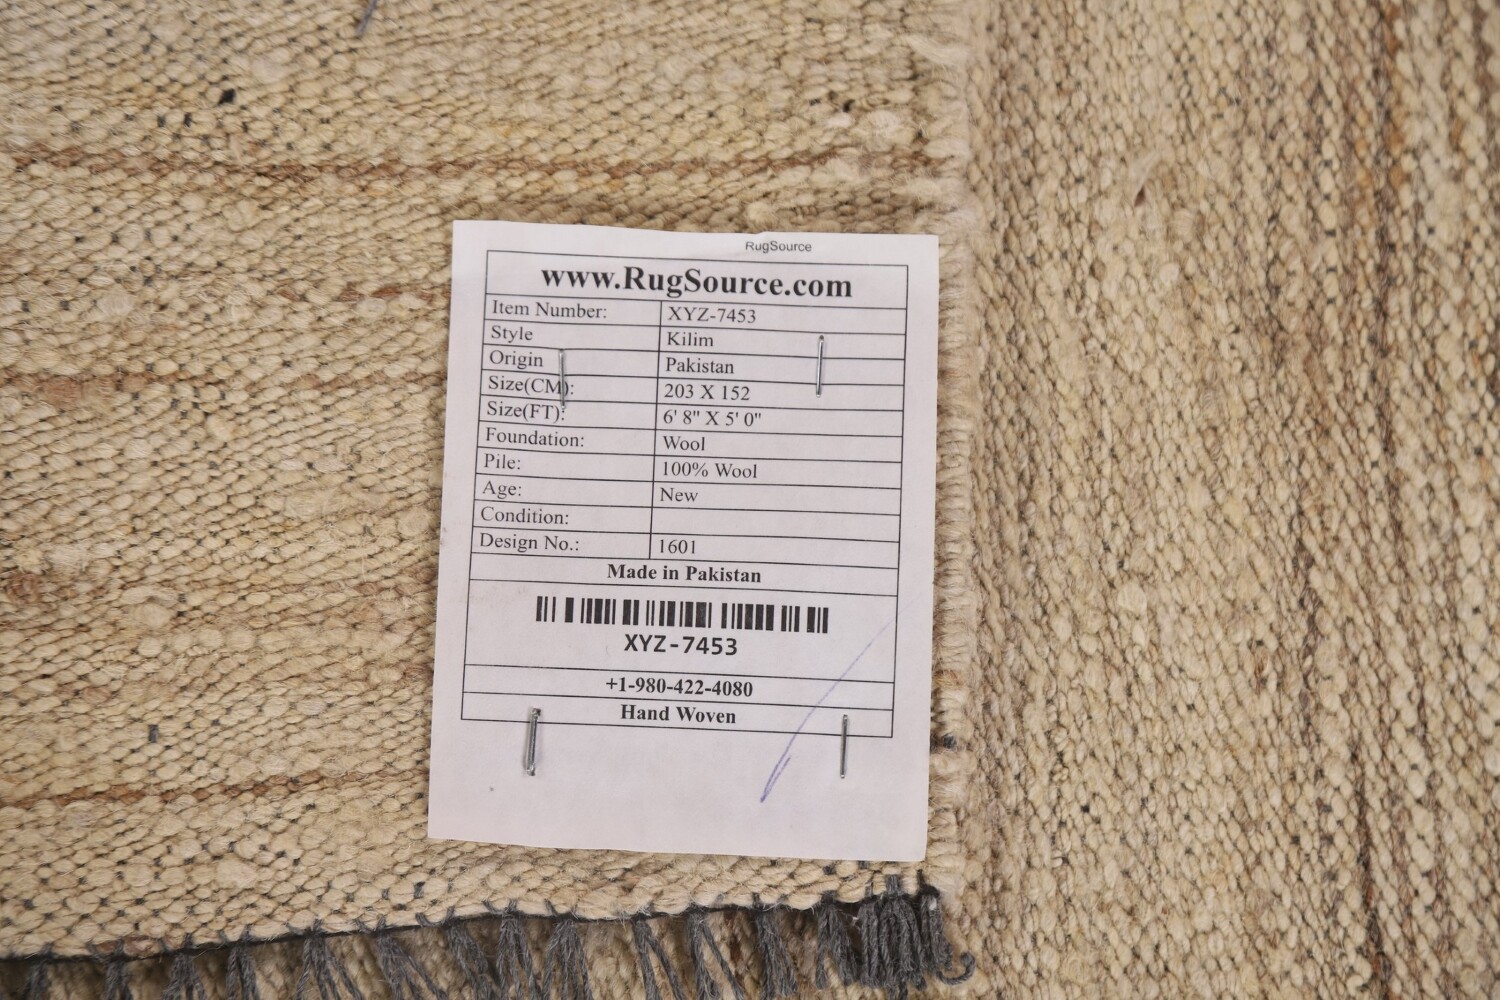 RugSource
www.RugSource.com
Item Number: XYZ-7453
Style Kilim
Origin Pakistan
Size(CM): 203 X 152
Size(FT): 6' 8" X 5' 0"
Foundation: Wool
Pile: 100% Wool
Age: New
Condition:
Design No.: 1601
Made in Pakistan
XYZ-7453
+1-980-422-4080
Hand Woven